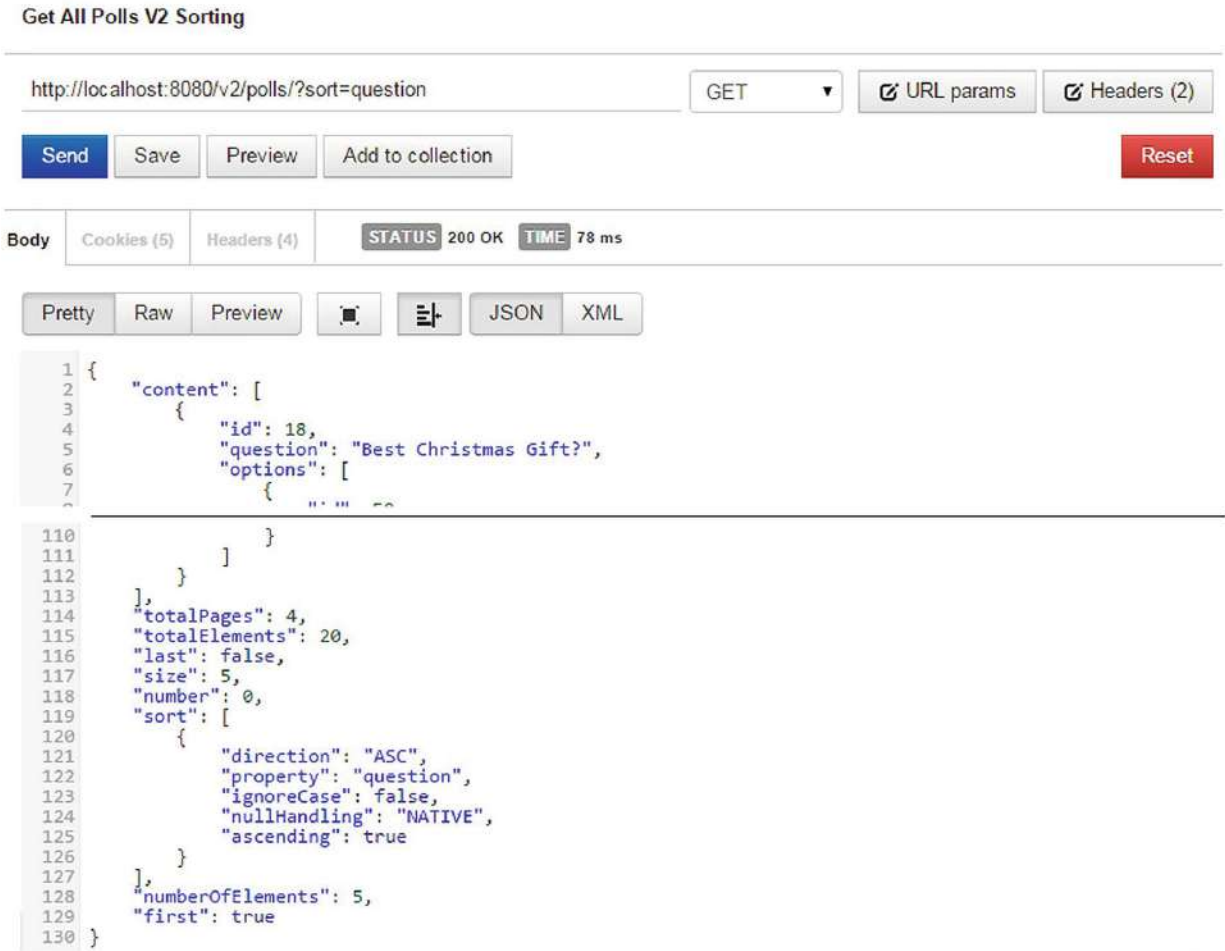 Get All Polls V2 Sorting
http://localhost:8080/v2/polls/?sort=question GET URL params Headers (2)
Send Save Preview Add to collection Reset
Body Cookies (5) Headers (4) STATUS 200 OK TIME 78 ms
Pretty Raw Preview JSON XML
1 {
2 "content": [
3 {
4 "id": 18,
5 "question": "Best Christmas Gift?",
6 "options": [
7 {
110 }
111 ]
112 }
113 ],
114 "totalPages": 4,
115 "totalElements": 20,
116 "last": false,
117 "size": 5,
118 "number": 0,
119 "sort": [
120 {
121 "direction": "ASC",
122 "property": "question",
123 "ignoreCase": false,
124 "nullHandling": "NATIVE",
125 "ascending": true
126 }
127 ],
128 "numberOfElements": 5,
129 "first": true
130 }